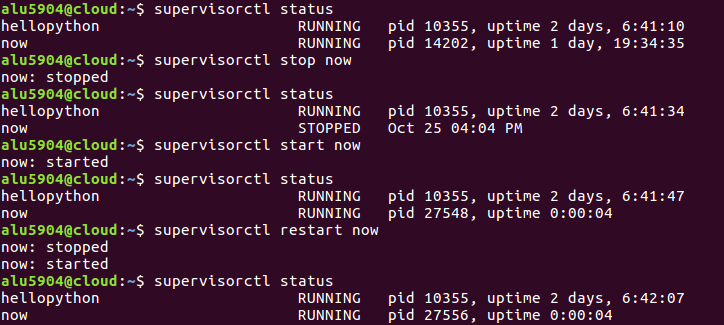 alu5904@cloud:~$ supervisorctl status
hellopython                      RUNNING   pid 10355, uptime 2 days, 6:41:10
now                              RUNNING   pid 14202, uptime 1 day, 19:34:35
alu5904@cloud:~$ supervisorctl stop now
now: stopped
alu5904@cloud:~$ supervisorctl status
hellopython                      RUNNING   pid 10355, uptime 2 days, 6:41:34
now                              STOPPED   Oct 25 04:04 PM
alu5904@cloud:~$ supervisorctl start now
now: started
alu5904@cloud:~$ supervisorctl status
hellopython                      RUNNING   pid 10355, uptime 2 days, 6:41:47
now                              RUNNING   pid 27548, uptime 0:00:04
alu5904@cloud:~$ supervisorctl restart now
now: stopped
now: started
alu5904@cloud:~$ supervisorctl status
hellopython                      RUNNING   pid 10355, uptime 2 days, 6:42:07
now                              RUNNING   pid 27556, uptime 0:00:04